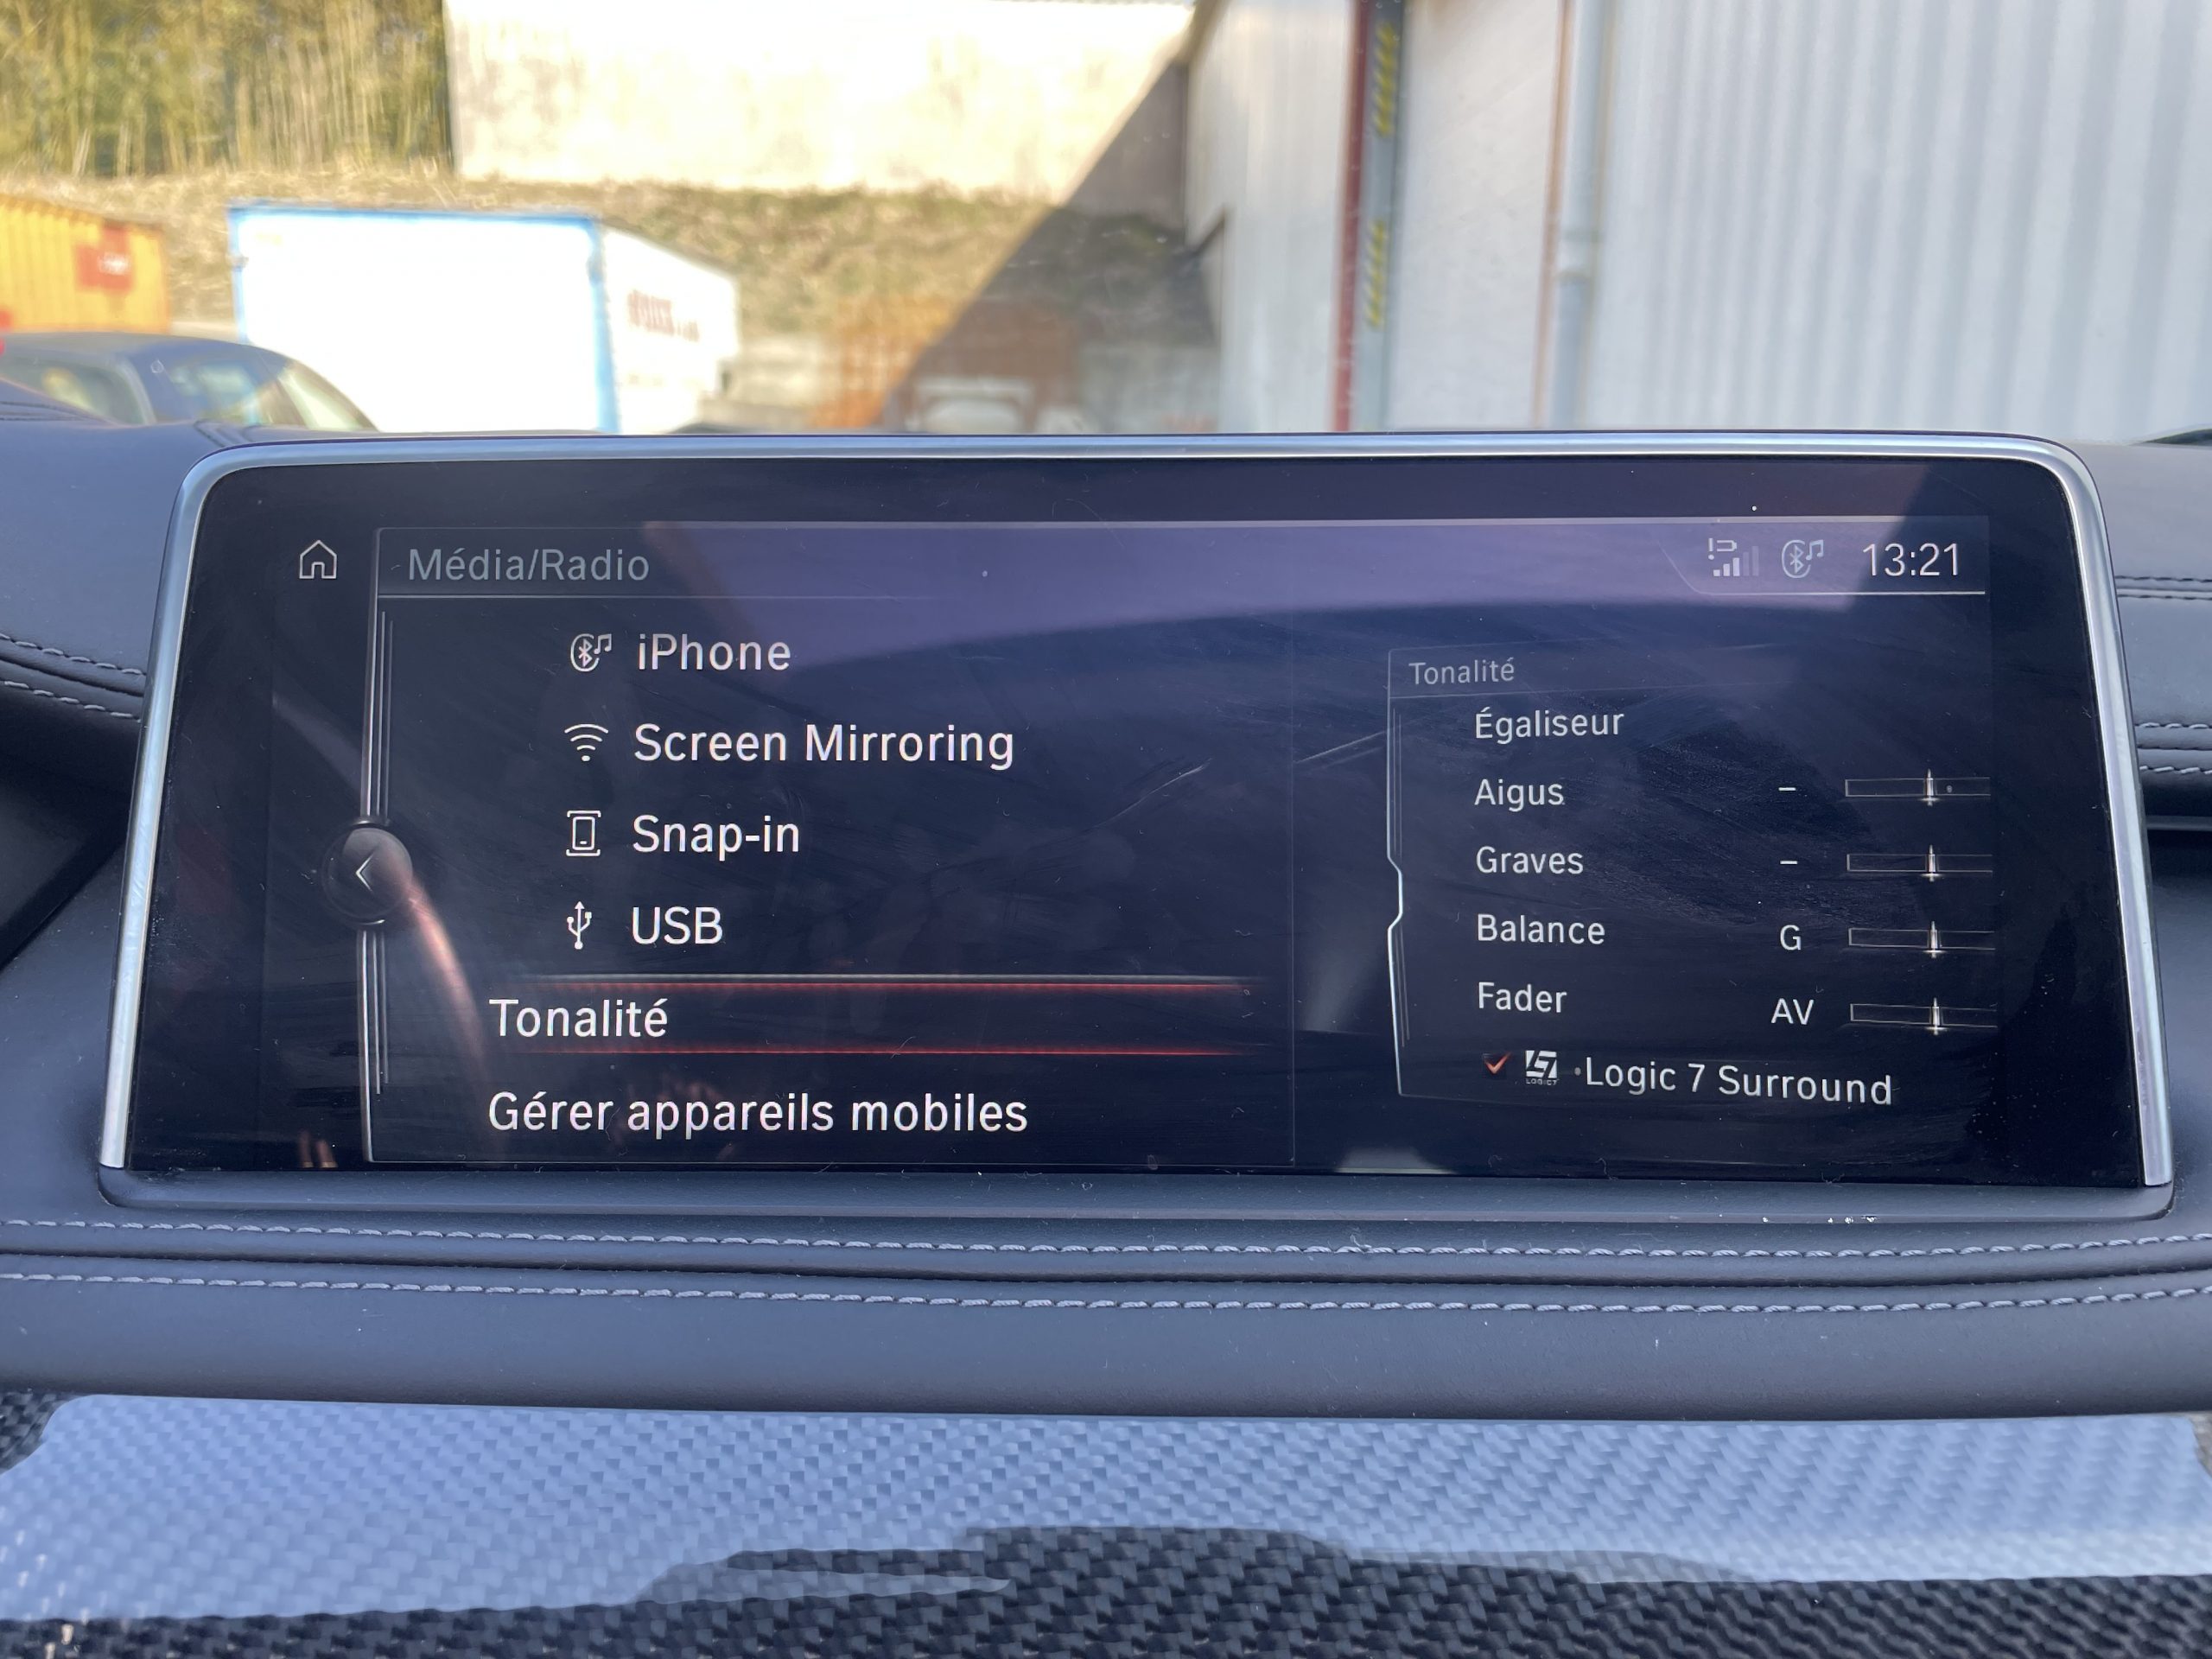 Média/Radio
13:21
iPhone
Screen Mirroring
Snap-in
USB
Tonalité
Gérer appareils mobiles
Tonalité
Égaliseur
Aigus –
Graves –
Balance G
Fader AV
LOGIC7 Logic 7 Surround